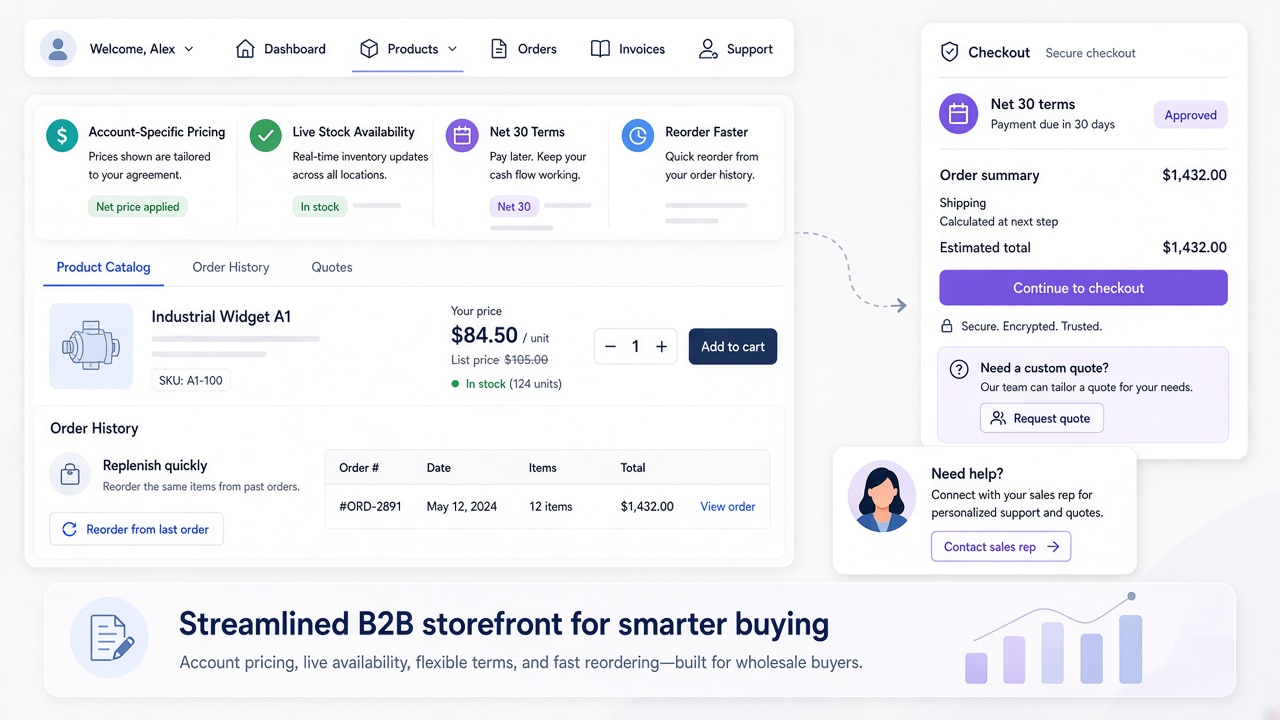 Welcome, Alex
Dashboard
Products
Orders
Invoices
Support
Account-Specific Pricing
Prices shown are tailored
to your agreement.
Net price applied
Live Stock Availability
Real-time inventory updates
across all locations.
In stock
Net 30 Terms
Pay later. Keep your
cash flow working.
Net 30
Reorder Faster
Quick reorder from
your order history.
Product Catalog
Order History
Quotes
Industrial Widget A1
SKU: A1-100
Your price
$84.50 / unit
List price $105.00
In stock (124 units)
1
Add to cart
Order History
Replenish quickly
Reorder the same items from past orders.
Reorder from last order
Order # Date Items Total
#ORD-2891 May 12, 2024 12 items $1,432.00 View order
Checkout Secure checkout
Net 30 terms
Payment due in 30 days
Approved
Order summary $1,432.00
Shipping
Calculated at next step
Estimated total $1,432.00
Continue to checkout
Secure. Encrypted. Trusted.
Need a custom quote?
Our team can tailor a quote for your needs.
Request quote
Need help?
Connect with your sales rep for
personalized support and quotes.
Contact sales rep
Streamlined B2B storefront for smarter buying
Account pricing, live availability, flexible terms, and fast reordering—built for wholesale buyers.